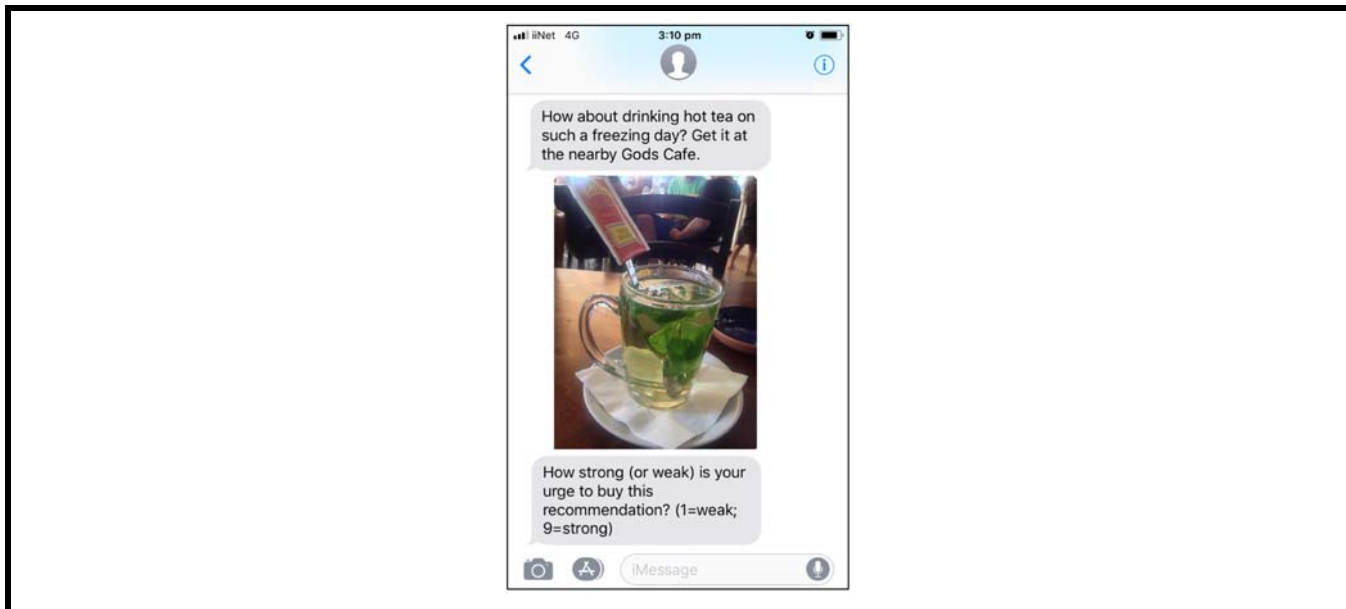 iiNet 4G 3:10 pm
How about drinking hot tea on
such a freezing day? Get it at
the nearby Gods Cafe.
How strong (or weak) is your
urge to buy this
recommendation? (1=weak;
9=strong)
iMessage